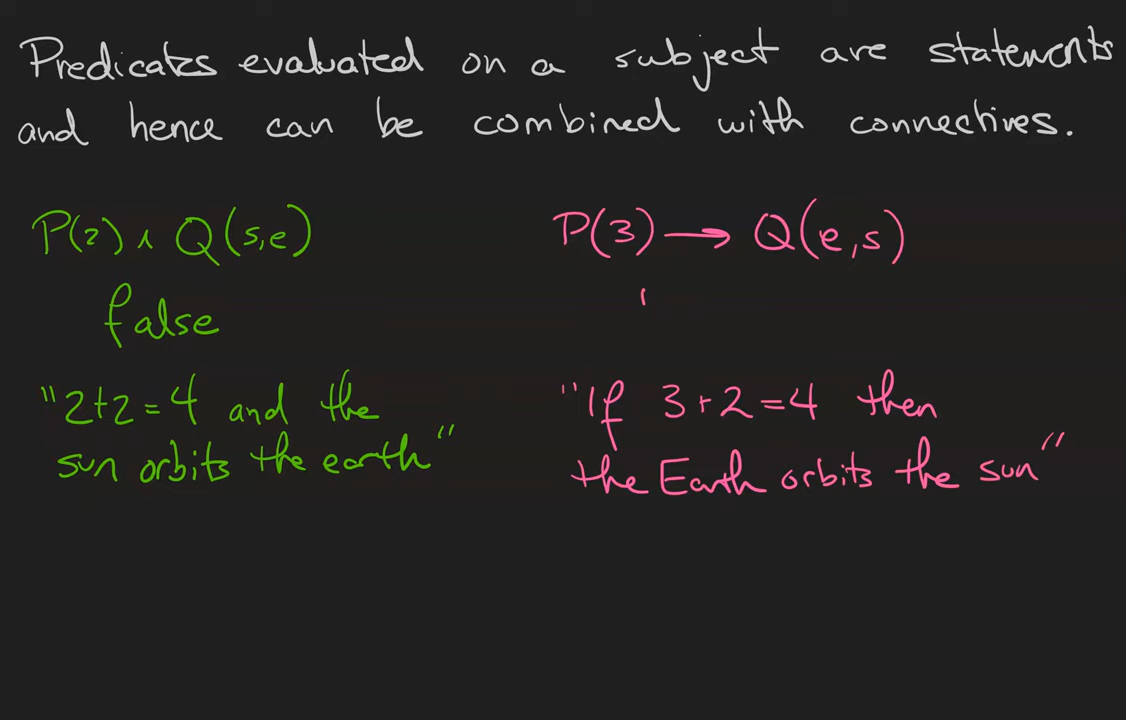 Predicates evaluated on a subject are statements
and hence can be combined with connectives.
P(2) ∧ Q(s,e)
false
"2+2=4 and the
sun orbits the earth"
P(3) → Q(e,s)
"If 3+2=4 then
the Earth orbits the sun"